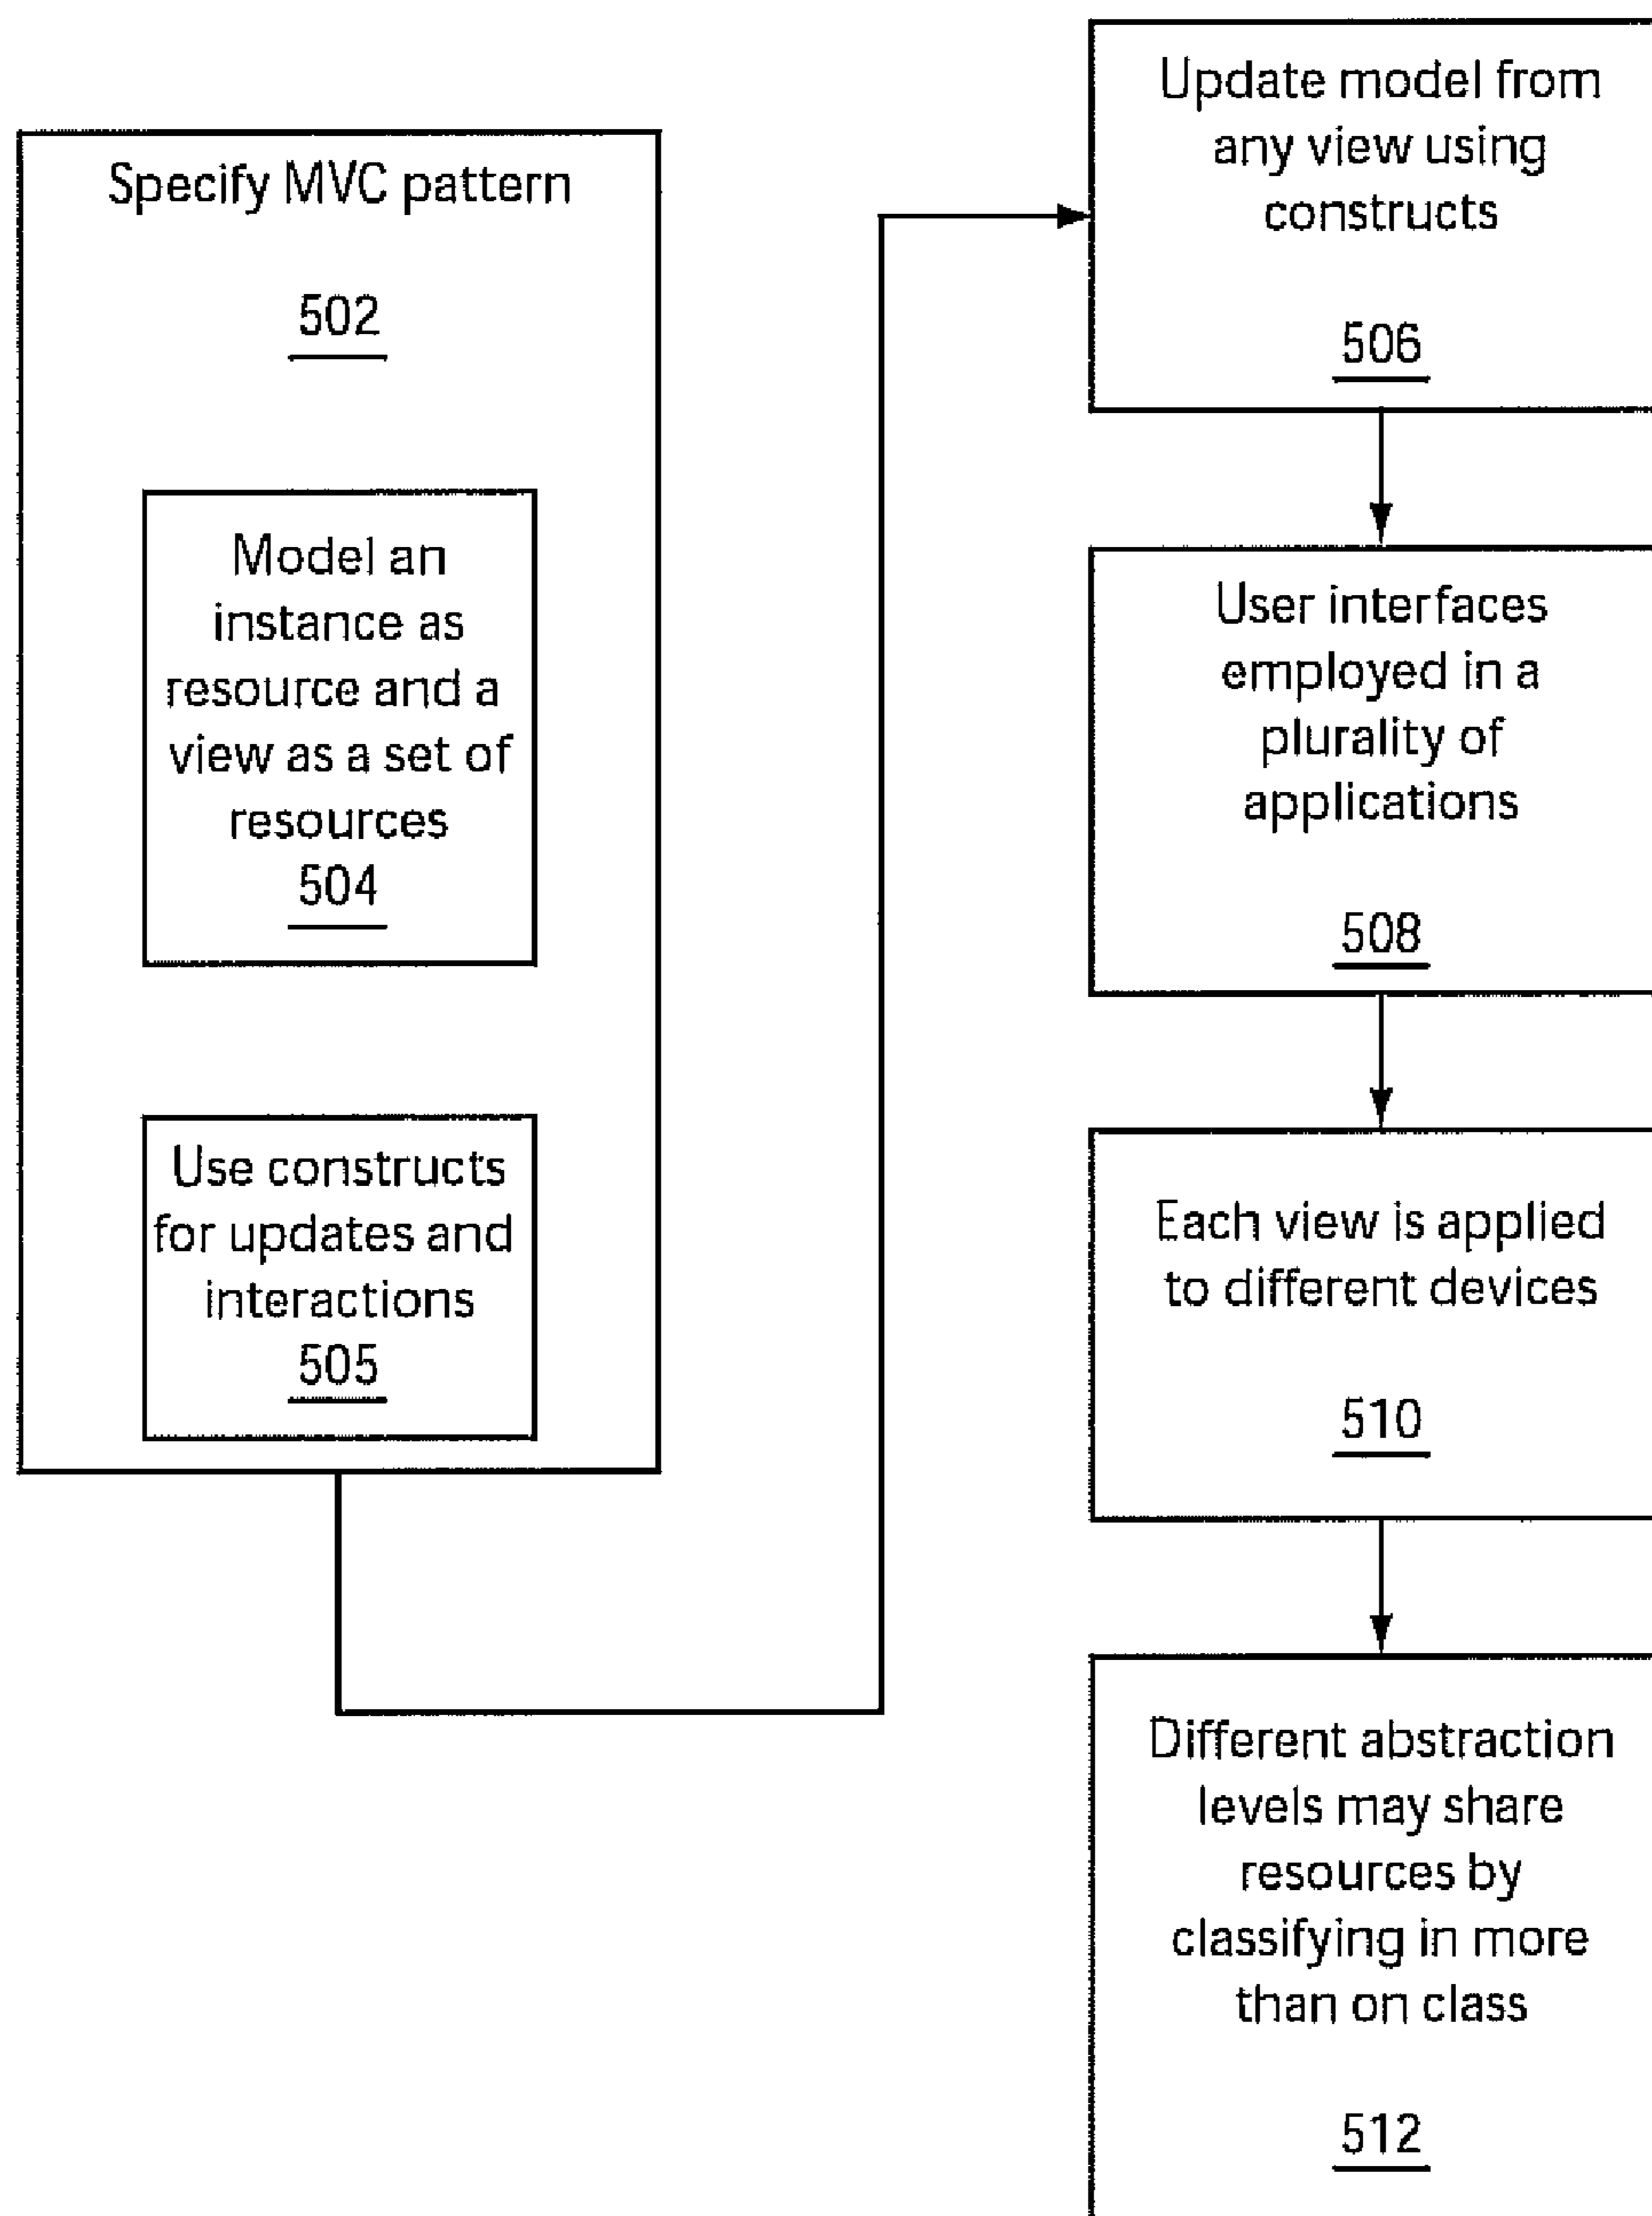 Specify MVC pattern
502
Model an
instance as
resource and a
view as a set of
resources
504
Use constructs
for updates and
interactions
505
Update model from
any view using
constructs
506
User interfaces
employed in a
plurality of
applications
508
Each view is applied
to different devices
510
Different abstraction
levels may share
resources by
classifying in more
than on class
512